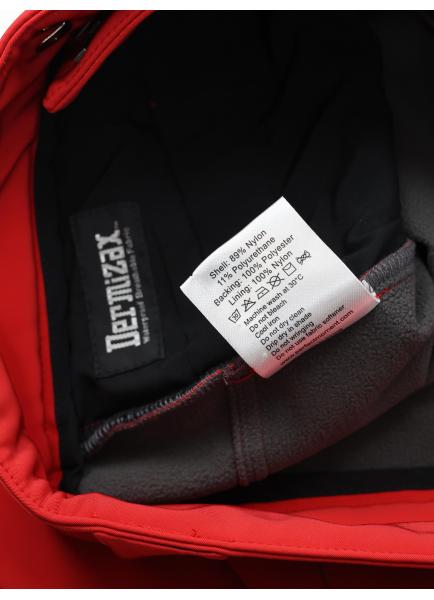 Dermizax™
Waterproof Breathable Fabric
Shell: 89% Nylon
11% Polyurethane
Backing: 100% Polyester
Lining: 100% Nylon
Machine wash at 30°C
Do not bleach
Cool iron
Do not dry clean
Drip dry in shade
Do not wringing
Do not use fabric softener